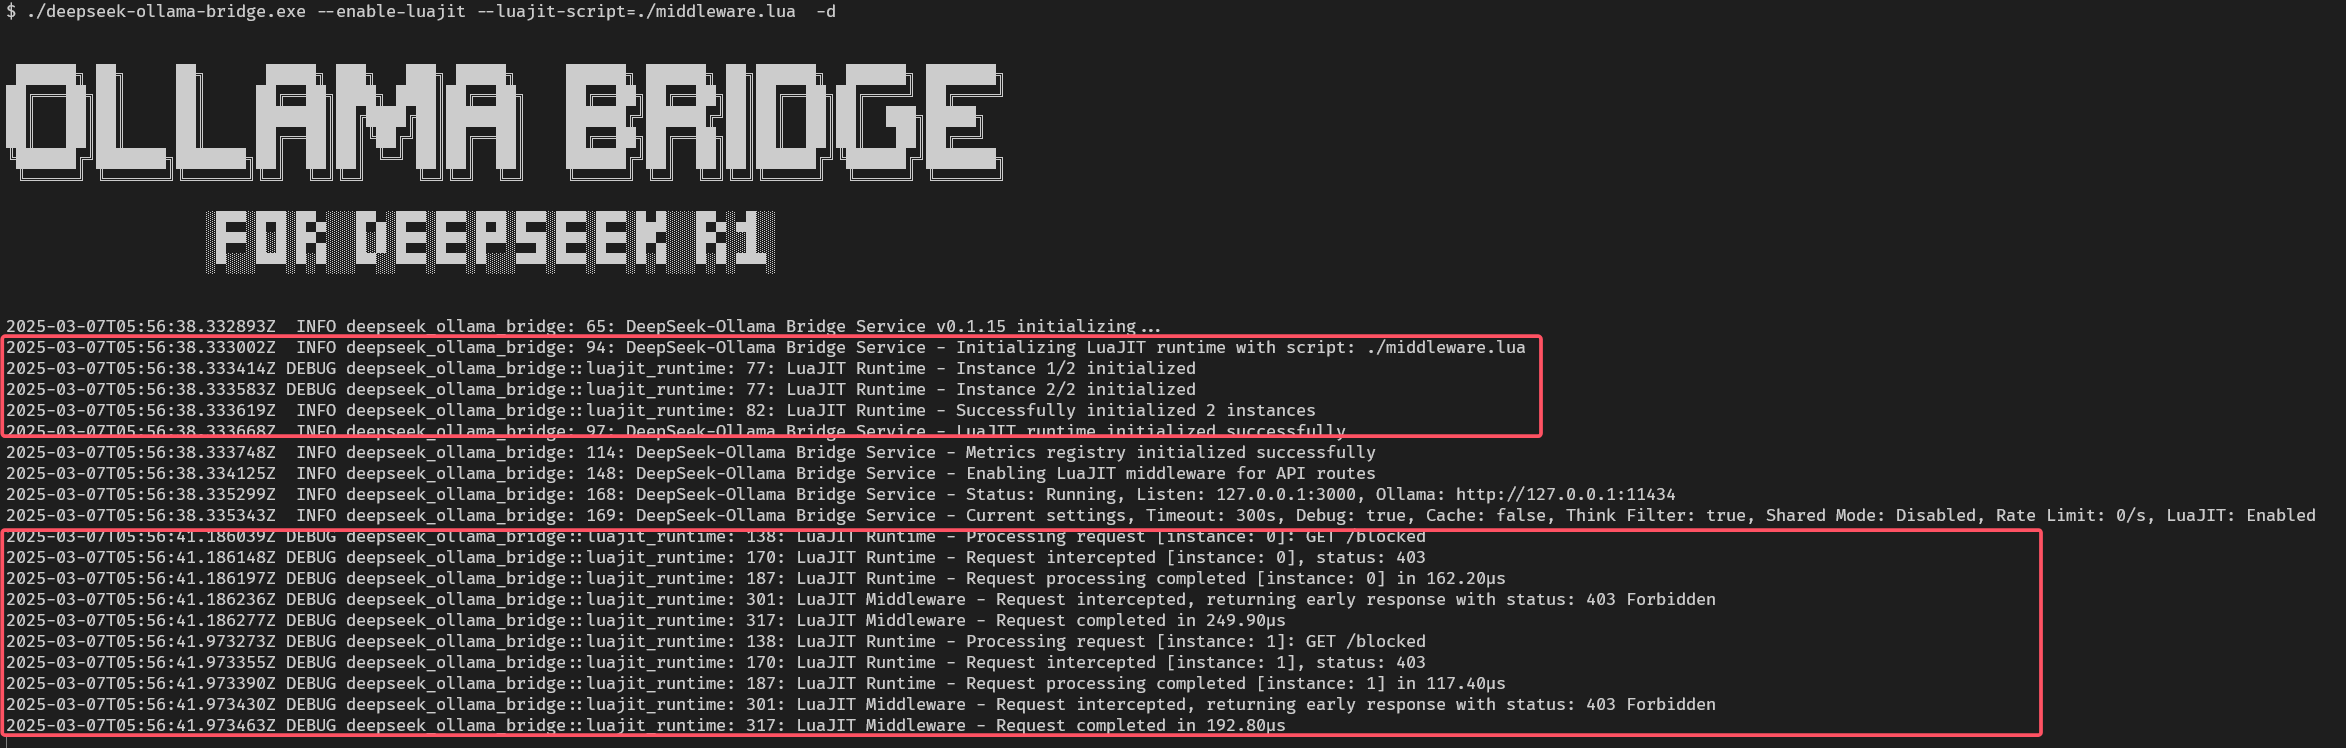 $ ./deepseek-ollama-bridge.exe --enable-luajit --luajit-script=./middleware.lua  -d
OLLAMA BRIDGE
FOR DEEPSEEK R1
2025-03-07T05:56:38.332893Z  INFO deepseek_ollama_bridge: 65: DeepSeek-Ollama Bridge Service v0.1.15 initializing...
2025-03-07T05:56:38.333002Z  INFO deepseek_ollama_bridge: 94: DeepSeek-Ollama Bridge Service - Initializing LuaJIT runtime with script: ./middleware.lua
2025-03-07T05:56:38.333414Z DEBUG deepseek_ollama_bridge::luajit_runtime: 77: LuaJIT Runtime - Instance 1/2 initialized
2025-03-07T05:56:38.333583Z DEBUG deepseek_ollama_bridge::luajit_runtime: 77: LuaJIT Runtime - Instance 2/2 initialized
2025-03-07T05:56:38.333619Z  INFO deepseek_ollama_bridge::luajit_runtime: 82: LuaJIT Runtime - Successfully initialized 2 instances
2025-03-07T05:56:38.333668Z  INFO deepseek_ollama_bridge: 97: DeepSeek-Ollama Bridge Service - LuaJIT runtime initialized successfully
2025-03-07T05:56:38.333748Z  INFO deepseek_ollama_bridge: 114: DeepSeek-Ollama Bridge Service - Metrics registry initialized successfully
2025-03-07T05:56:38.334125Z  INFO deepseek_ollama_bridge: 148: DeepSeek-Ollama Bridge Service - Enabling LuaJIT middleware for API routes
2025-03-07T05:56:38.335299Z  INFO deepseek_ollama_bridge: 168: DeepSeek-Ollama Bridge Service - Status: Running, Listen: 127.0.0.1:3000, Ollama: http://127.0.0.1:11434
2025-03-07T05:56:38.335343Z  INFO deepseek_ollama_bridge: 169: DeepSeek-Ollama Bridge Service - Current settings, Timeout: 300s, Debug: true, Cache: false, Think Filter: true, Shared Mode: Disabled, Rate Limit: 0/s, LuaJIT: Enabled
2025-03-07T05:56:41.186039Z DEBUG deepseek_ollama_bridge::luajit_runtime: 138: LuaJIT Runtime - Processing request [instance: 0]: GET /blocked
2025-03-07T05:56:41.186148Z DEBUG deepseek_ollama_bridge::luajit_runtime: 170: LuaJIT Runtime - Request intercepted [instance: 0], status: 403
2025-03-07T05:56:41.186197Z DEBUG deepseek_ollama_bridge::luajit_runtime: 187: LuaJIT Runtime - Request processing completed [instance: 0] in 162.20µs
2025-03-07T05:56:41.186236Z DEBUG deepseek_ollama_bridge::luajit_runtime: 301: LuaJIT Middleware - Request intercepted, returning early response with status: 403 Forbidden
2025-03-07T05:56:41.186277Z DEBUG deepseek_ollama_bridge::luajit_runtime: 317: LuaJIT Middleware - Request completed in 249.90µs
2025-03-07T05:56:41.973273Z DEBUG deepseek_ollama_bridge::luajit_runtime: 138: LuaJIT Runtime - Processing request [instance: 1]: GET /blocked
2025-03-07T05:56:41.973355Z DEBUG deepseek_ollama_bridge::luajit_runtime: 170: LuaJIT Runtime - Request intercepted [instance: 1], status: 403
2025-03-07T05:56:41.973390Z DEBUG deepseek_ollama_bridge::luajit_runtime: 187: LuaJIT Runtime - Request processing completed [instance: 1] in 117.40µs
2025-03-07T05:56:41.973430Z DEBUG deepseek_ollama_bridge::luajit_runtime: 301: LuaJIT Middleware - Request intercepted, returning early response with status: 403 Forbidden
2025-03-07T05:56:41.973463Z DEBUG deepseek_ollama_bridge::luajit_runtime: 317: LuaJIT Middleware - Request completed in 192.80µs